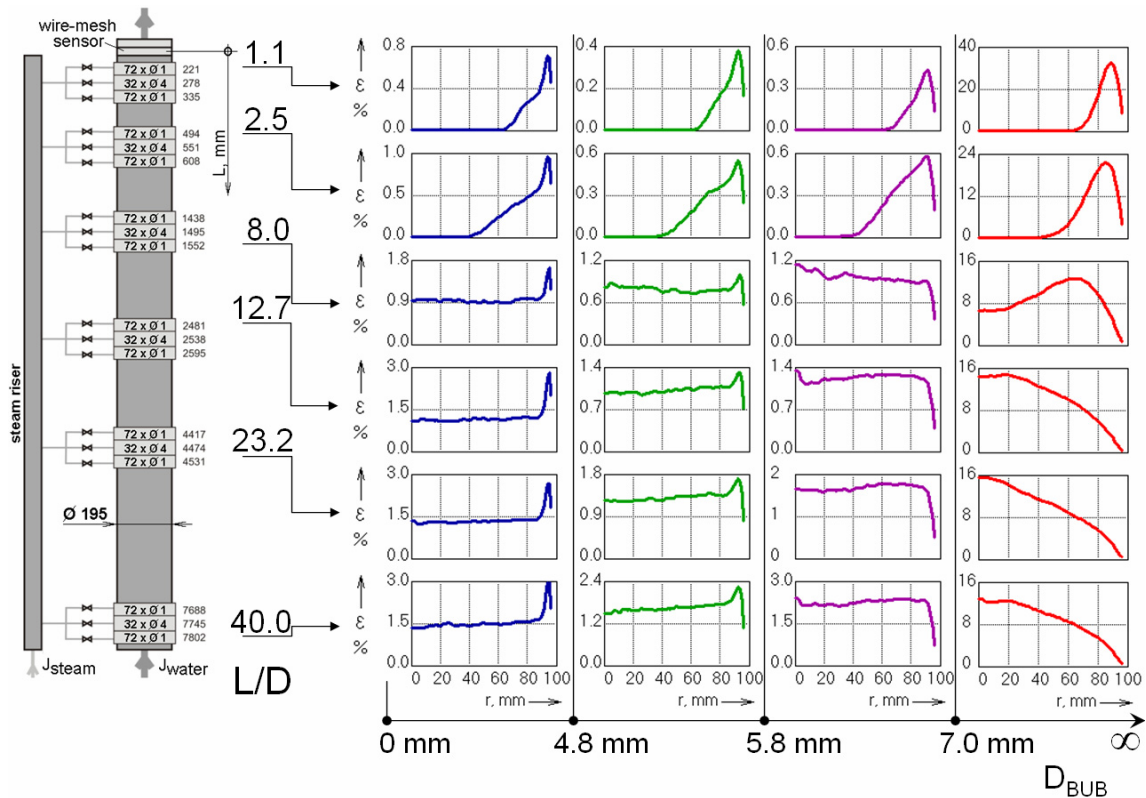 wire-mesh
sensor
steam riser
72 x Ø 1 221
32 x Ø 4 278
72 x Ø 1 335
72 x Ø 1 494
32 x Ø 4 551
72 x Ø 1 608
72 x Ø 1 1438
32 x Ø 4 1495
72 x Ø 1 1552
72 x Ø 1 2481
32 x Ø 4 2538
72 x Ø 1 2595
72 x Ø 1 4417
32 x Ø 4 4474
72 x Ø 1 4531
Ø 195
72 x Ø 1 7688
32 x Ø 4 7745
72 x Ø 1 7802
Jsteam
Jwater
L, mm
1.1
2.5
8.0
12.7
23.2
40.0
L/D
0.8 0.4 0.0 ε %
0.4 0.2 0.0
0.6 0.3 0.0
40 20 0
1.0 0.5 0.0 ε %
0.6 0.3 0.0
0.6 0.3 0.0
24 12 0
1.8 0.9 0.0 ε %
1.2 0.6 0.0
1.2 0.6 0.0
16 8 0
3.0 1.5 0.0 ε %
1.4 0.7 0.0
1.4 0.7 0.0
16 8 0
3.0 1.5 0.0 ε %
1.8 0.9 0.0
2 1 0.0
16 8 0
3.0 1.5 0.0 ε %
2.4 1.2 0.0
3 1.5 0.0
16 8 0
0 20 40 60 80 100
0 20 40 60 80 100
0 20 40 60 80 100
0 20 40 60 80 100
r, mm
r, mm
r, mm
r, mm
0 mm 4.8 mm 5.8 mm 7.0 mm ∞
DBUB